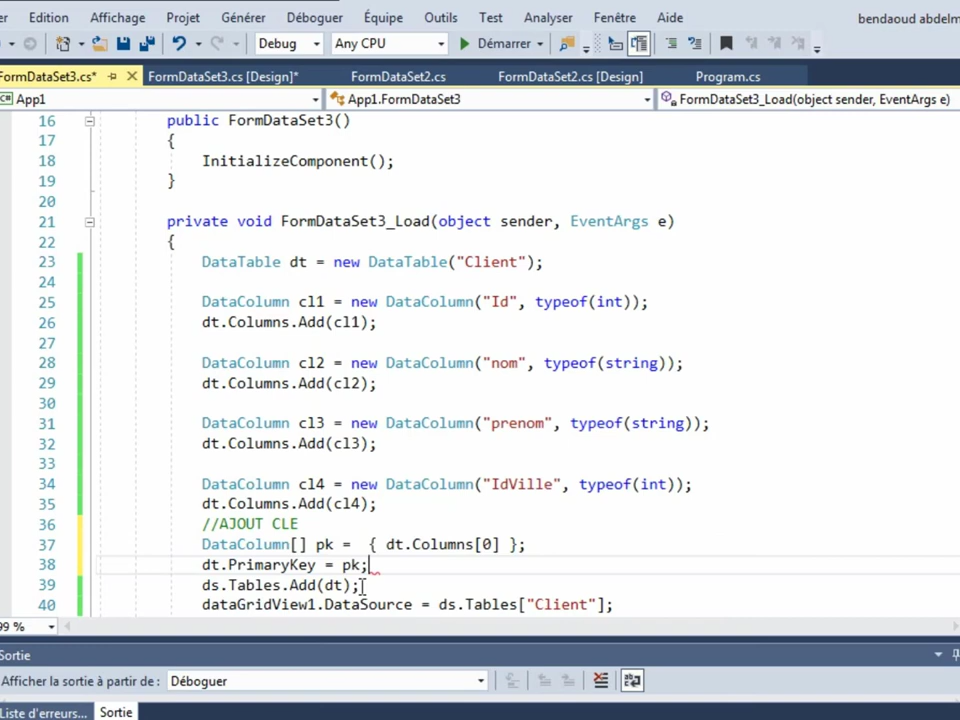 er Edition Affichage Projet Générer Déboguer Équipe Outils Test Analyser Fenêtre Aide bendaoud abdelm
Debug Any CPU Démarrer
FormDataSet3.cs* FormDataSet3.cs [Design]* FormDataSet2.cs FormDataSet2.cs [Design] Program.cs
C# App1 App1.FormDataSet3 FormDataSet3_Load(object sender, EventArgs e)
16 public FormDataSet3()
17 {
18 InitializeComponent();
19 }
20
21 private void FormDataSet3_Load(object sender, EventArgs e)
22 {
23 DataTable dt = new DataTable("Client");
24
25 DataColumn cl1 = new DataColumn("Id", typeof(int));
26 dt.Columns.Add(cl1);
27
28 DataColumn cl2 = new DataColumn("nom", typeof(string));
29 dt.Columns.Add(cl2);
30
31 DataColumn cl3 = new DataColumn("prenom", typeof(string));
32 dt.Columns.Add(cl3);
33
34 DataColumn cl4 = new DataColumn("IdVille", typeof(int));
35 dt.Columns.Add(cl4);
36 //AJOUT CLE
37 DataColumn[] pk = { dt.Columns[0] };
38 dt.PrimaryKey = pk;
39 ds.Tables.Add(dt);
40 dataGridView1.DataSource = ds.Tables["Client"];
99 %
Sortie
Afficher la sortie à partir de : Déboguer
Liste d'erreurs... Sortie